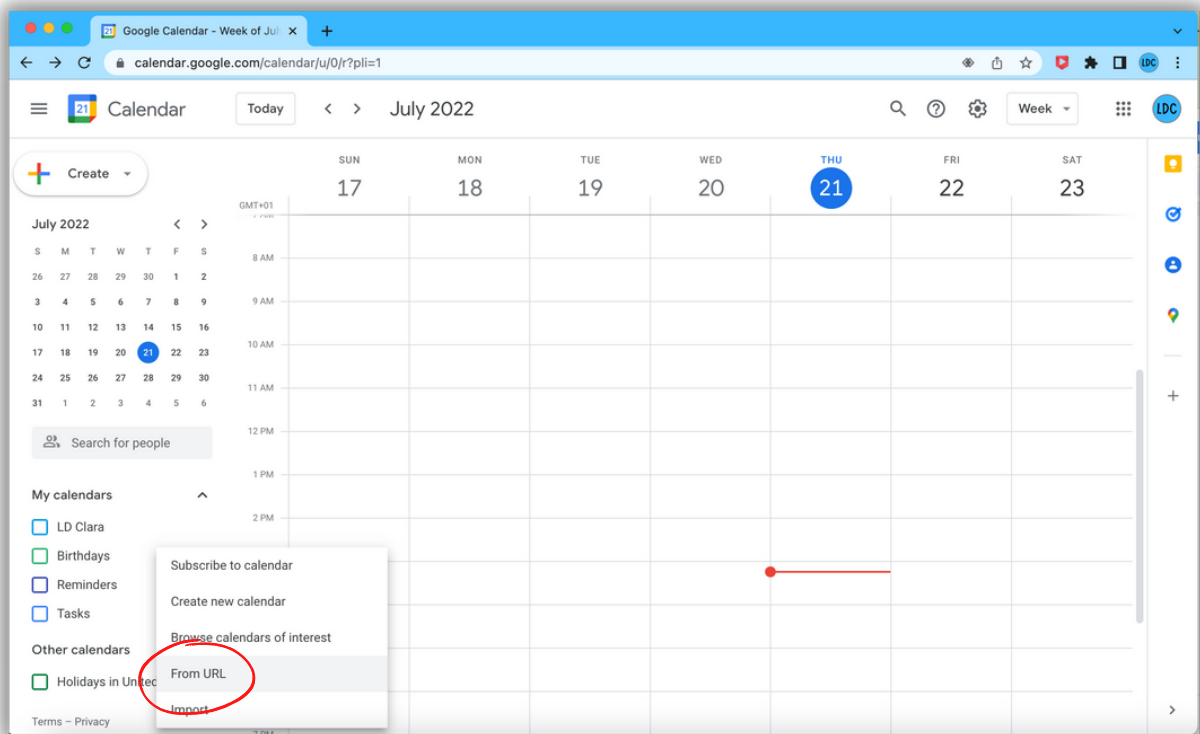 Google Calendar - Week of Jul
calendar.google.com/calendar/u/0/r?pli=1
LDC
21 Calendar Today July 2022 Week LDC
Create
SUN MON TUE WED THU FRI SAT
17 18 19 20 21 22 23
GMT+01
July 2022
S M T W T F S
26 27 28 29 30 1 2
3 4 5 6 7 8 9
10 11 12 13 14 15 16
17 18 19 20 21 22 23
24 25 26 27 28 29 30
31 1 2 3 4 5 6
7 AM
8 AM
9 AM
10 AM
11 AM
12 PM
1 PM
2 PM
7 PM
Search for people
My calendars
LD Clara
Birthdays
Reminders
Tasks
Other calendars
Holidays in United
Terms – Privacy
Subscribe to calendar
Create new calendar
Browse calendars of interest
From URL
Import